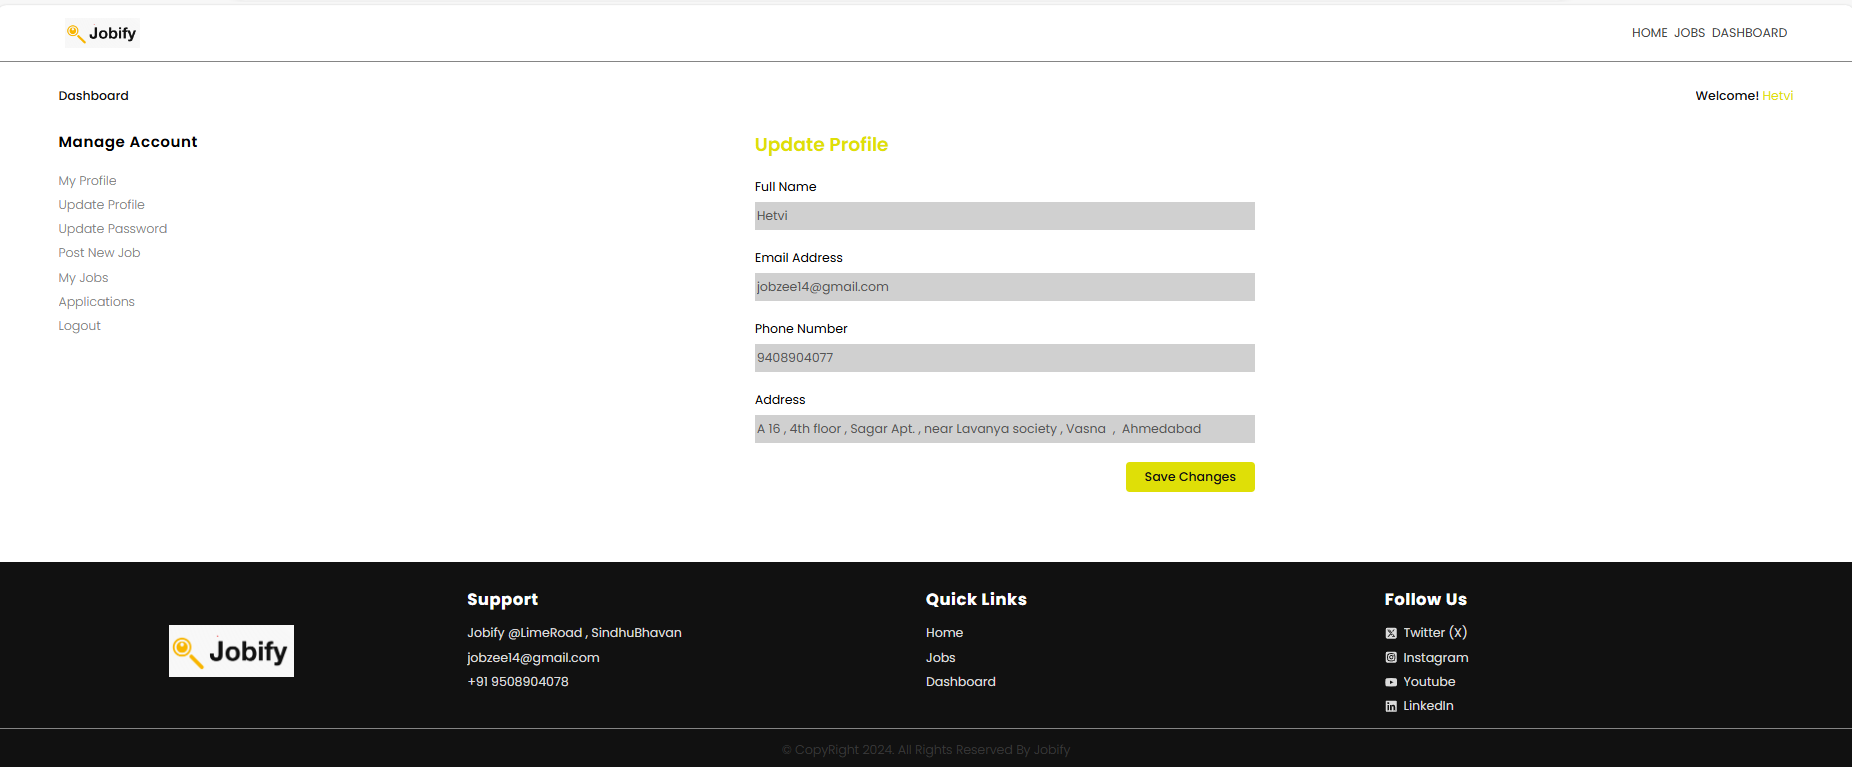 Jobify
HOME JOBS DASHBOARD
Dashboard
Welcome! Hetvi
Manage Account
My Profile
Update Profile
Update Password
Post New Job
My Jobs
Applications
Logout
Update Profile
Full Name
Hetvi
Email Address
jobzee14@gmail.com
Phone Number
9408904077
Address
A 16 , 4th floor , Sagar Apt. , near Lavanya society , Vasna , Ahmedabad
Save Changes
Jobify
Support
Jobify @LimeRoad , SindhuBhavan
jobzee14@gmail.com
+91 9508904078
Quick Links
Home
Jobs
Dashboard
Follow Us
Twitter (X)
Instagram
Youtube
LinkedIn
© CopyRight 2024. All Rights Reserved By Jobify